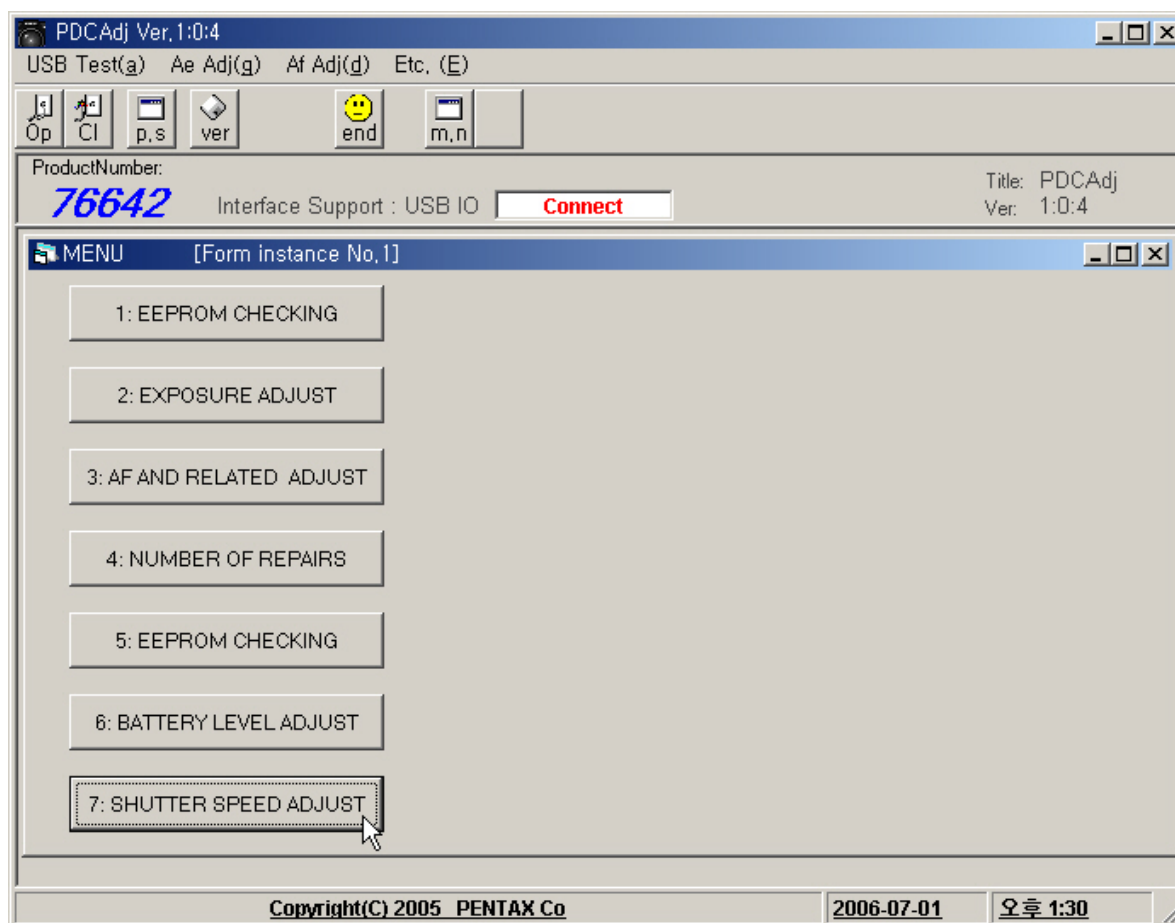 PDCAdj Ver,1:0:4
USB Test(a) Ae Adj(g) Af Adj(d) Etc, (E)
Op Cl p,s ver end m,n
ProductNumber:
76642 Interface Support : USB IO Connect
Title: PDCAdj
Ver: 1:0:4
MENU [Form instance No,1]
1: EEPROM CHECKING
2: EXPOSURE ADJUST
3: AF AND RELATED ADJUST
4: NUMBER OF REPAIRS
5: EEPROM CHECKING
6: BATTERY LEVEL ADJUST
7: SHUTTER SPEED ADJUST
Copyright(C) 2005 PENTAX Co 2006-07-01 오후 1:30